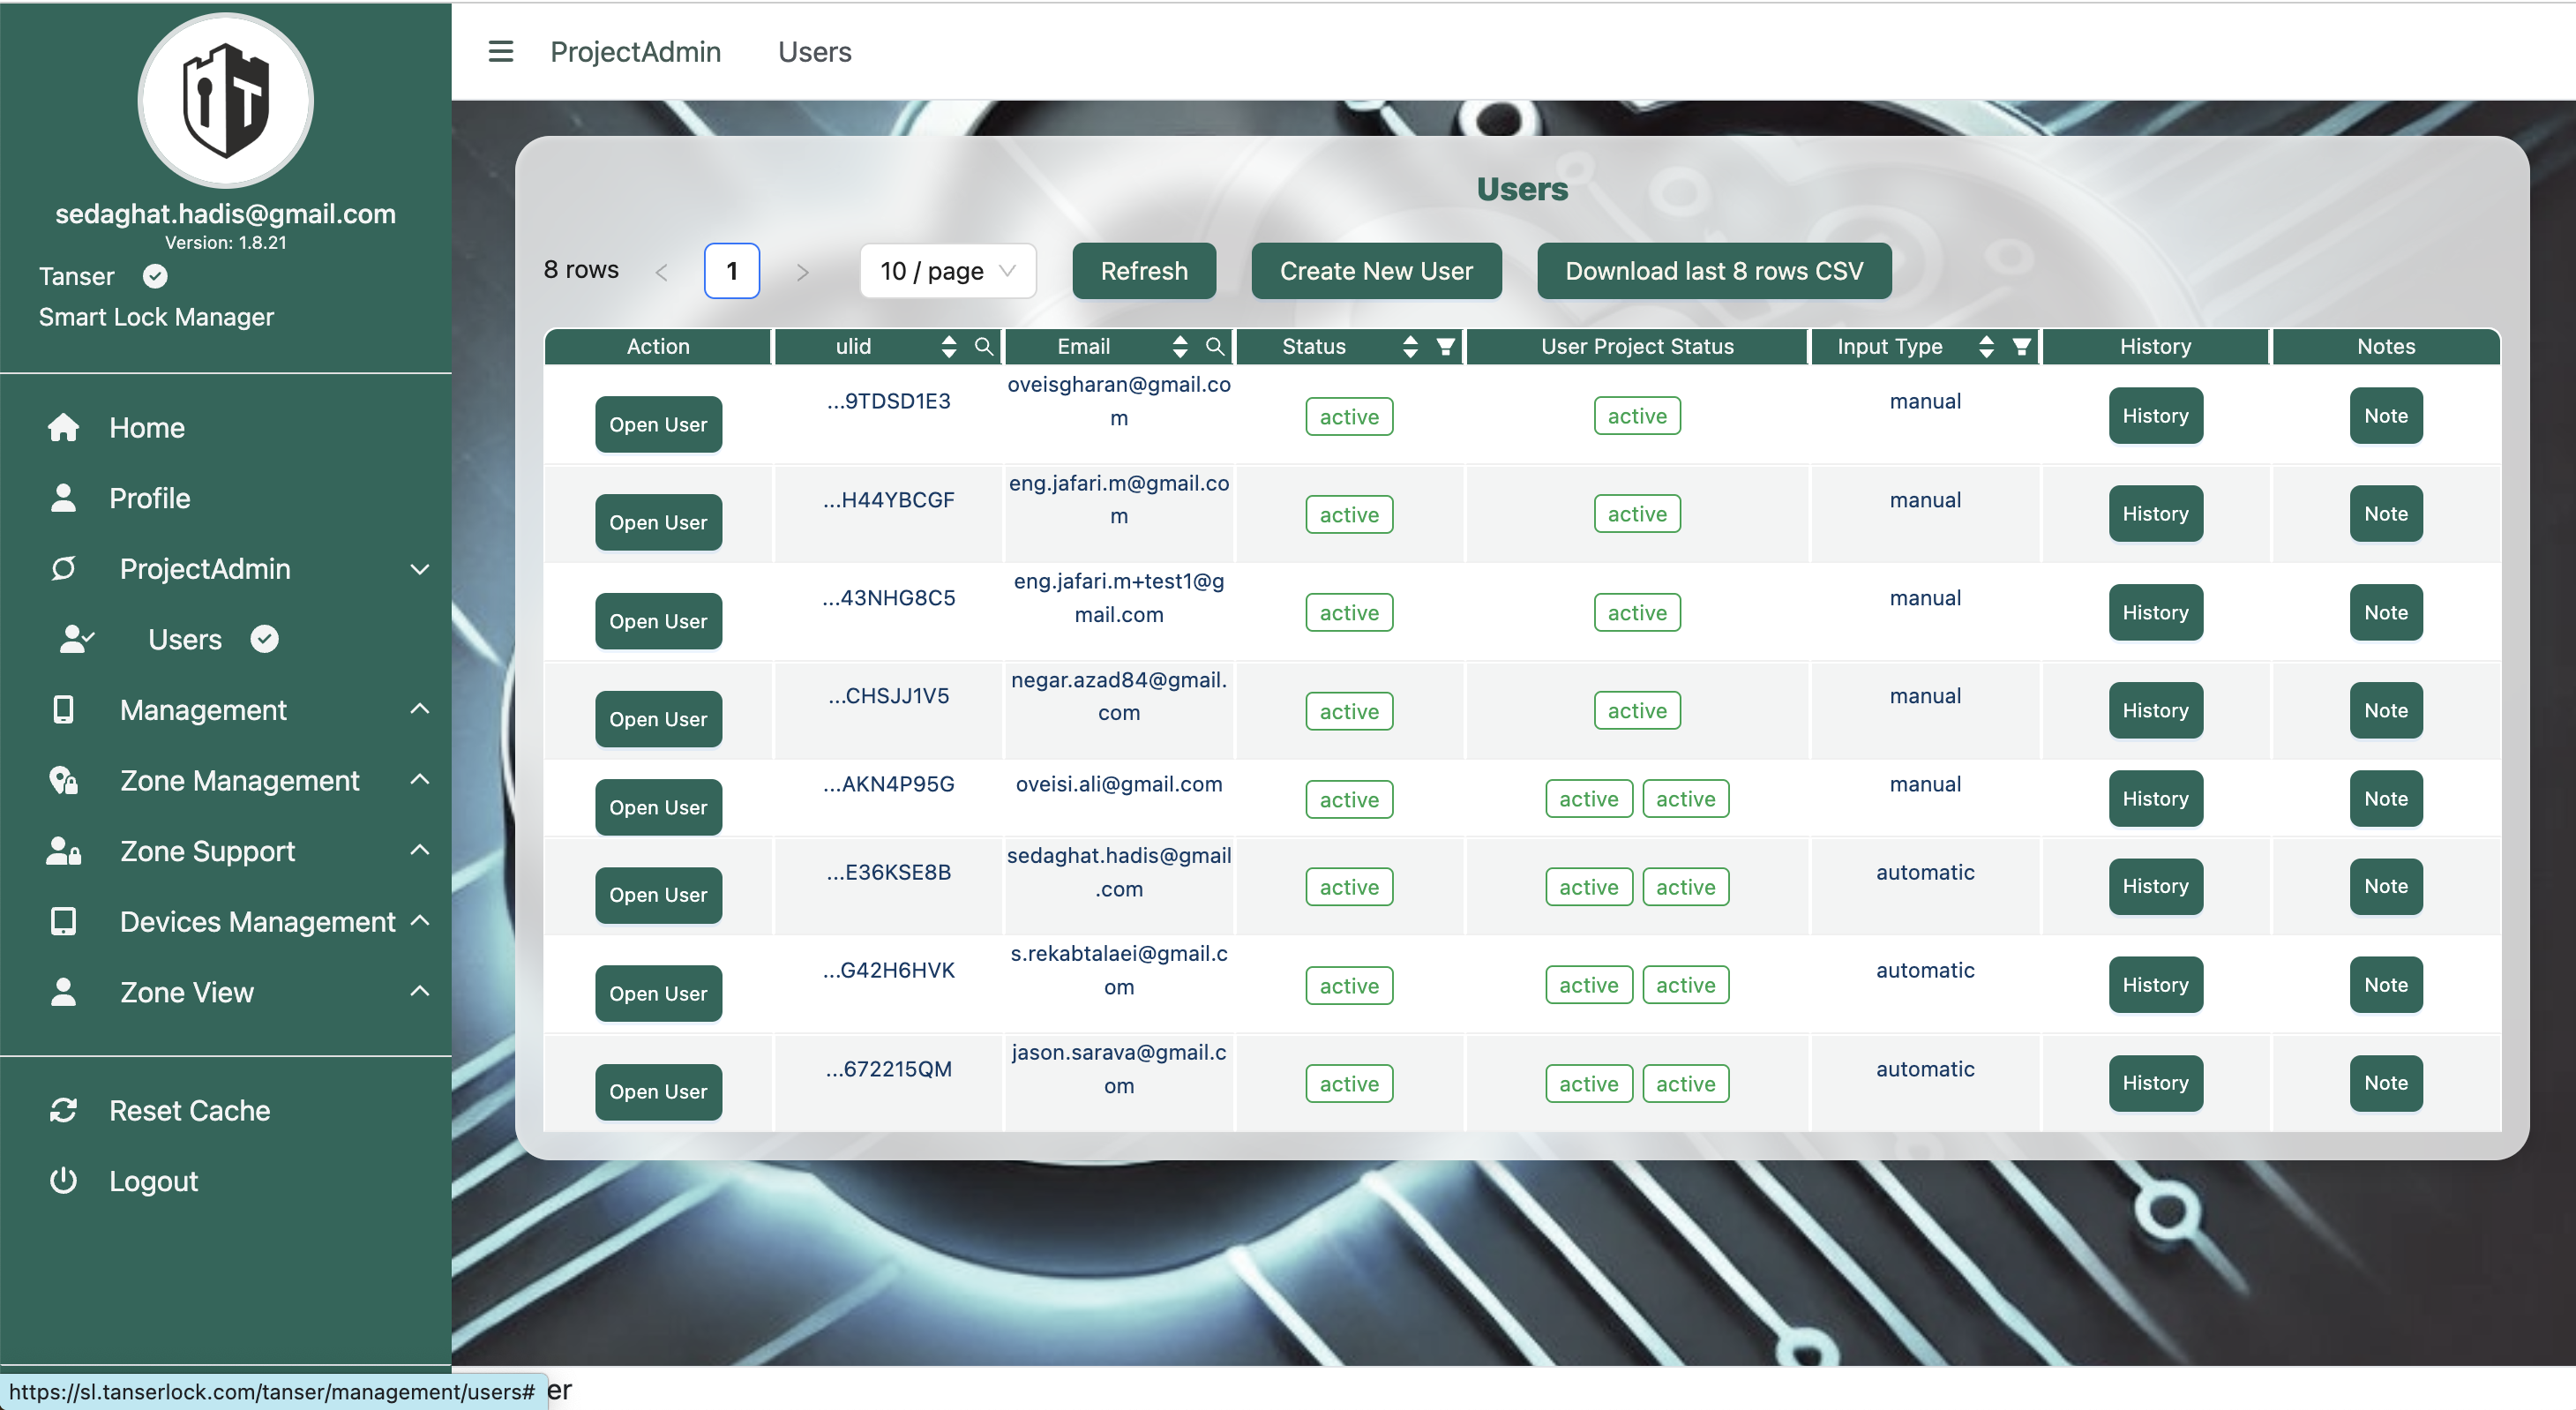 sedaghat.hadis@gmail.com
Version: 1.8.21
Tanser
Smart Lock Manager
Home
Profile
ProjectAdmin
Users
Management
Zone Management
Zone Support
Devices Management
Zone View
Reset Cache
Logout
https://sl.tanserlock.com/tanser/management/users#
er
ProjectAdmin Users
Users
8 rows 1 10 / page Refresh Create New User Download last 8 rows CSV
Action ulid Email Status User Project Status Input Type History Notes
Open User ...9TDSD1E3 oveisgharan@gmail.co active active manual History Note
m
Open User ...H44YBCGF eng.jafari.m@gmail.co active active manual History Note
m
Open User ...43NHG8C5 eng.jafari.m+test1@g active active manual History Note
mail.com
Open User ...CHSJJ1V5 negar.azad84@gmail. active active manual History Note
com
Open User ...AKN4P95G oveisi.ali@gmail.com active active active manual History Note
Open User ...E36KSE8B sedaghat.hadis@gmail active active active automatic History Note
.com
Open User ...G42H6HVK s.rekabtalaei@gmail.c active active active automatic History Note
om
Open User ...672215QM jason.sarava@gmail.c active active active automatic History Note
om